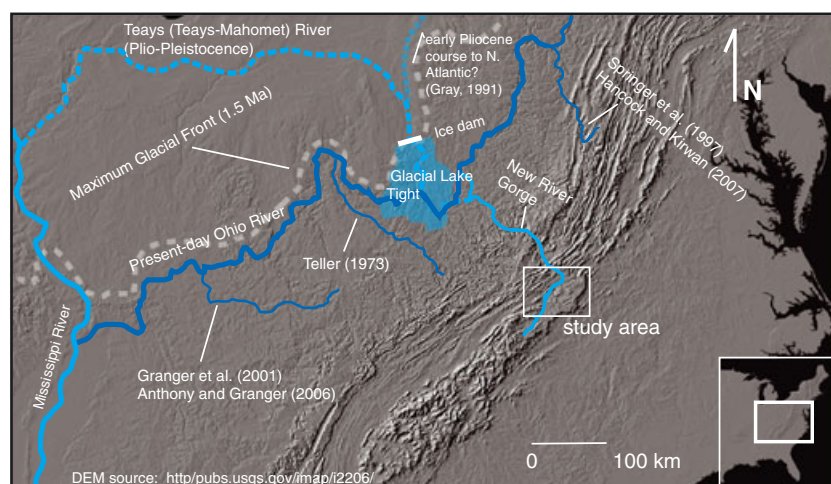 Teays (Teays-Mahomet) River
(Plio-Pleistocence)
early Pliocene
course to N.
Atlantic?
(Gray, 1991)
Ice dam
Maximum Glacial Front (1.5 Ma)
Springer et al. (1997)
Hancock and Kirwan (2007)
N
Glacial Lake
Tight
New River
Gorge
Present-day Ohio River
Teller (1973)
study area
Mississippi River
Granger et al. (2001)
Anthony and Granger (2006)
0 100 km
DEM source: http/pubs.usgs.gov/imap/i2206/